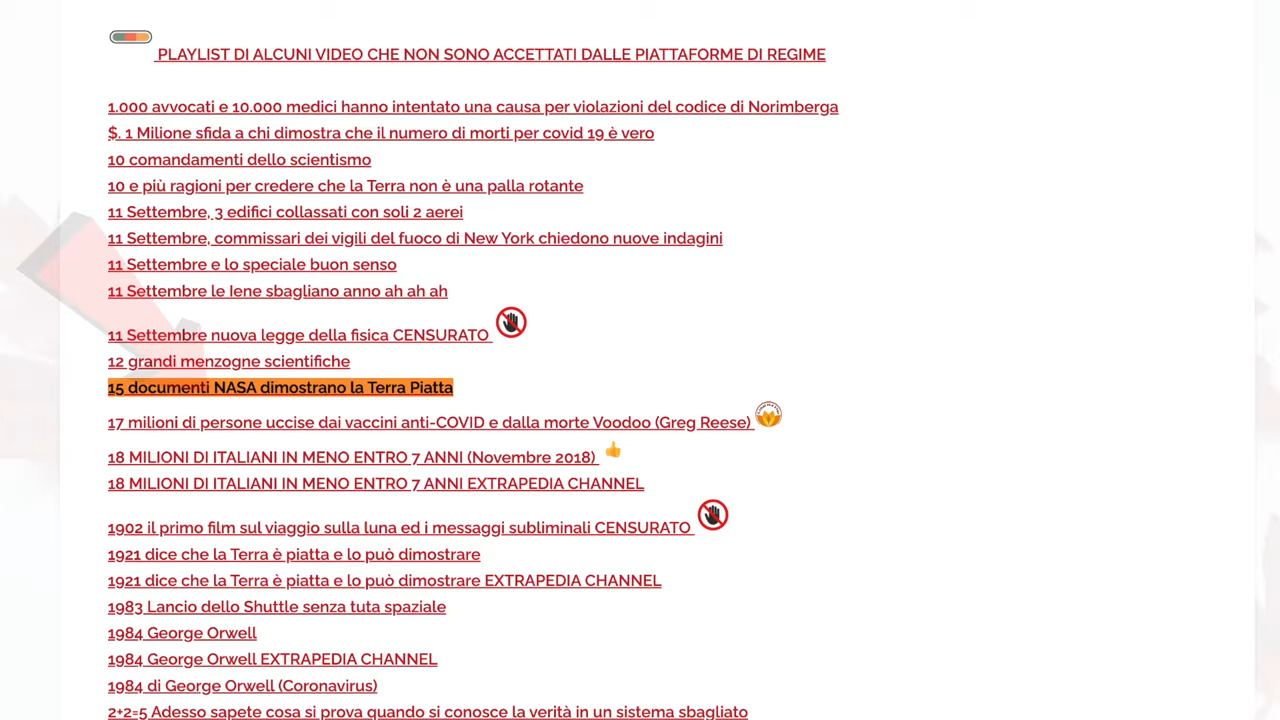 PLAYLIST DI ALCUNI VIDEO CHE NON SONO ACCETTATI DALLE PIATTAFORME DI REGIME
1.000 avvocati e 10.000 medici hanno intentato una causa per violazioni del codice di Norimberga
$. 1 Milione sfida a chi dimostra che il numero di morti per covid 19 è vero
10 comandamenti dello scientismo
10 e più ragioni per credere che la Terra non è una palla rotante
11 Settembre, 3 edifici collassati con soli 2 aerei
11 Settembre, commissari dei vigili del fuoco di New York chiedono nuove indagini
11 Settembre e lo speciale buon senso
11 Settembre le Iene sbagliano anno ah ah ah
11 Settembre nuova legge della fisica CENSURATO
12 grandi menzogne scientifiche
15 documenti NASA dimostrano la Terra Piatta
17 milioni di persone uccise dai vaccini anti-COVID e dalla morte Voodoo (Greg Reese)
18 MILIONI DI ITALIANI IN MENO ENTRO 7 ANNI (Novembre 2018)
18 MILIONI DI ITALIANI IN MENO ENTRO 7 ANNI EXTRAPEDIA CHANNEL
1902 il primo film sul viaggio sulla luna ed i messaggi subliminali CENSURATO
1921 dice che la Terra è piatta e lo può dimostrare
1921 dice che la Terra è piatta e lo può dimostrare EXTRAPEDIA CHANNEL
1983 Lancio dello Shuttle senza tuta spaziale
1984 George Orwell
1984 George Orwell EXTRAPEDIA CHANNEL
1984 di George Orwell (Coronavirus)
2+2=5 Adesso sapete cosa si prova quando si conosce la verità in un sistema sbagliato